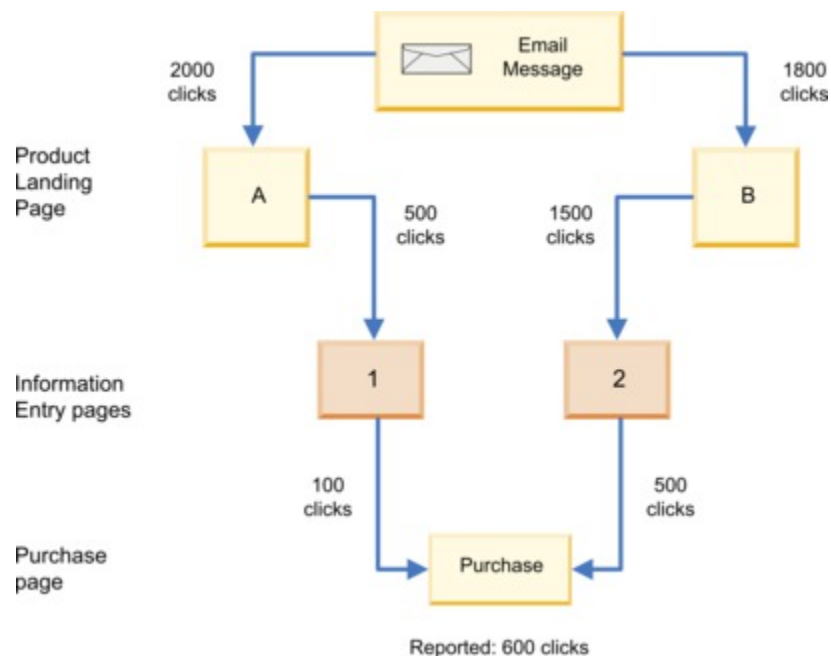 Email
Message
2000
clicks
1800
clicks
Product
Landing
Page
A
B
500
clicks
1500
clicks
Information
Entry pages
1
2
100
clicks
500
clicks
Purchase
page
Purchase
Reported: 600 clicks